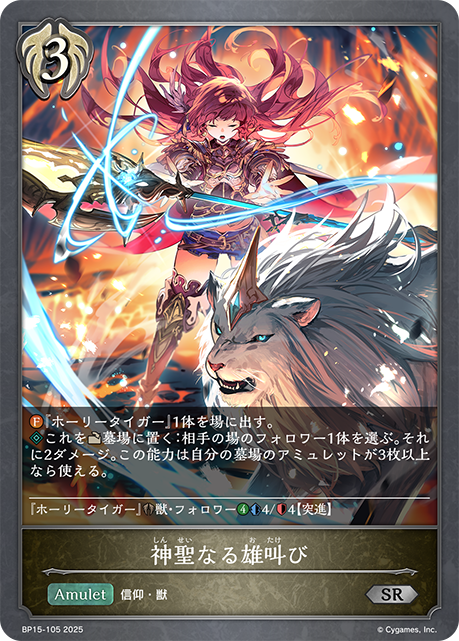 3
F『ホーリータイガー』1体を場に出す。
これを墓場に置く：相手の場のフォロワー1体を選ぶ。それ
に2ダメージ。この能力は自分の墓場のアミュレットが3枚以上
なら使える。
『ホーリータイガー』獣・フォロワー4 4/4【突進】
しん せい お たけ
神聖なる雄叫び
Amulet 信仰・獣 SR
BP15-105 2025 © Cygames, Inc.